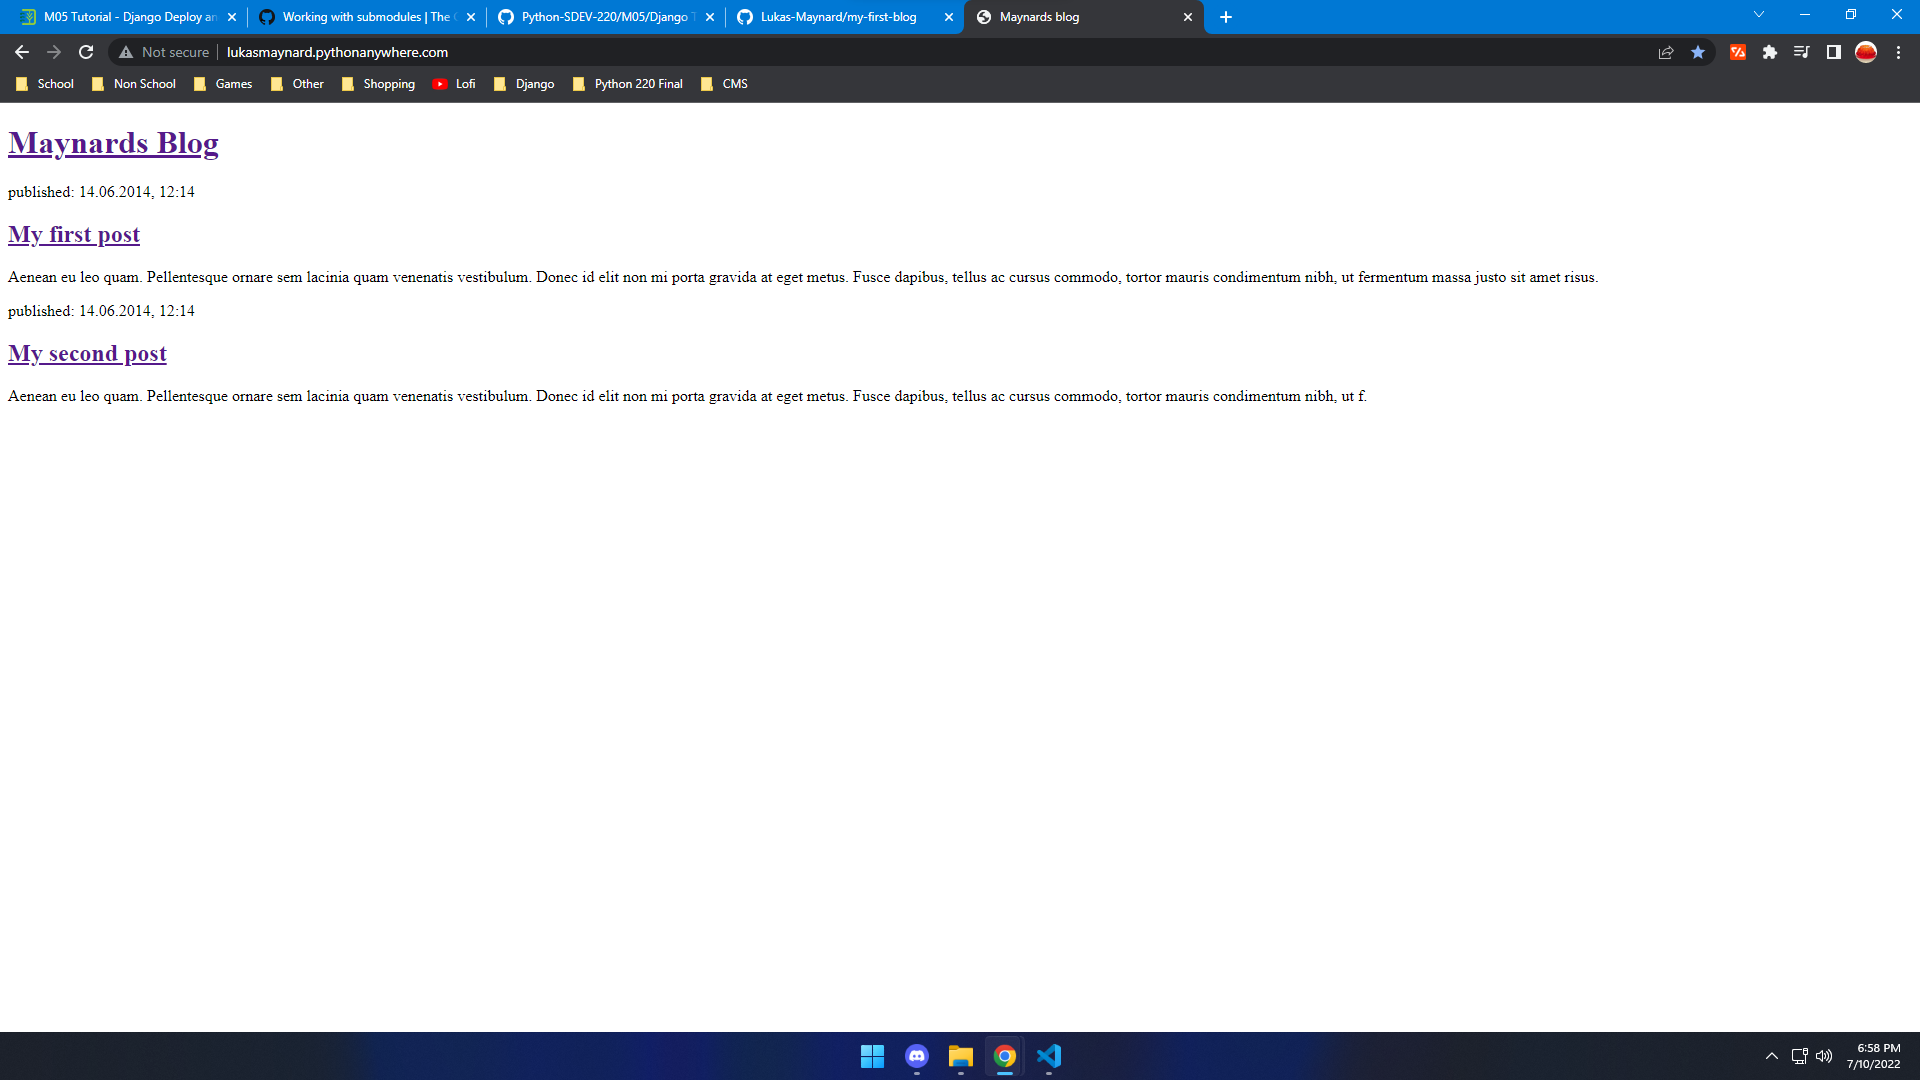 M05 Tutorial - Django Deploy an
Working with submodules | The
Python-SDEV-220/M05/Django
Lukas-Maynard/my-first-blog
Maynards blog
Not secure
lukasmaynard.pythonanywhere.com
School
Non School
Games
Other
Shopping
Lofi
Django
Python 220 Final
CMS
Maynards Blog
published: 14.06.2014, 12:14
My first post
Aenean eu leo quam. Pellentesque ornare sem lacinia quam venenatis vestibulum. Donec id elit non mi porta gravida at eget metus. Fusce dapibus, tellus ac cursus commodo, tortor mauris condimentum nibh, ut fermentum massa justo sit amet risus.
published: 14.06.2014, 12:14
My second post
Aenean eu leo quam. Pellentesque ornare sem lacinia quam venenatis vestibulum. Donec id elit non mi porta gravida at eget metus. Fusce dapibus, tellus ac cursus commodo, tortor mauris condimentum nibh, ut f.
6:58 PM
7/10/2022